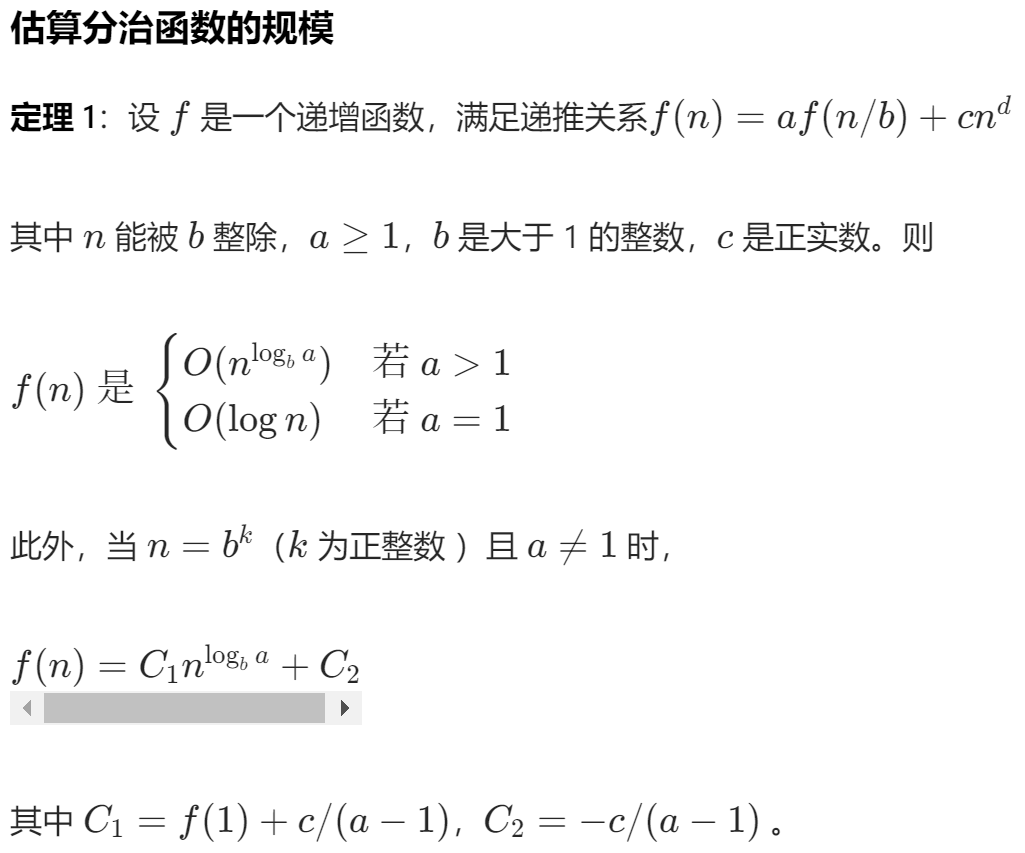 估算分治函数的规模
定理 1：设 f 是一个递增函数，满足递推关系f(n) = af(n/b) + cn^d
其中 n 能被 b 整除，a ≥ 1，b 是大于 1 的整数，c 是正实数。则
f(n) 是 { O(n^{log_b a}) 若 a > 1
O(log n) 若 a = 1
此外，当 n = b^k（k 为正整数 ）且 a ≠ 1 时，
f(n) = C_1 n^{log_b a} + C_2
其中 C_1 = f(1) + c/(a − 1)，C_2 = −c/(a − 1) 。